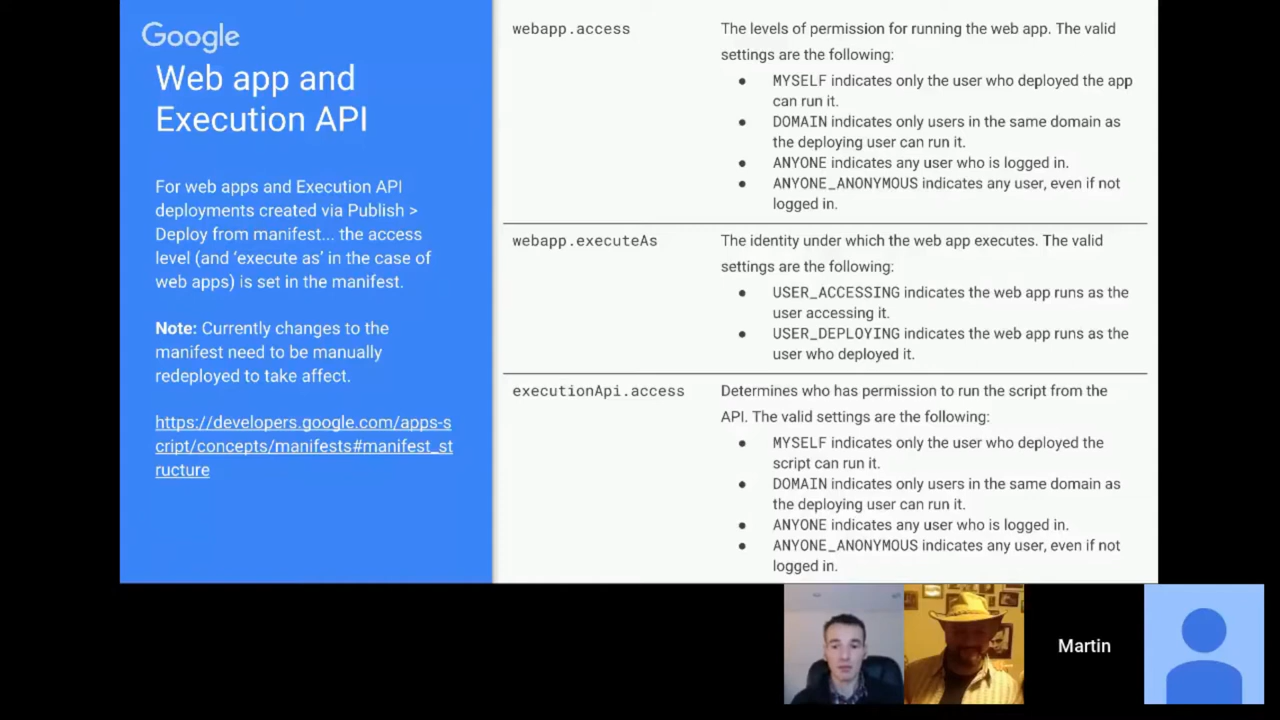 Google
Web app and
Execution API
For web apps and Execution API
deployments created via Publish >
Deploy from manifest... the access
level (and ‘execute as’ in the case of
web apps) is set in the manifest.
Note: Currently changes to the
manifest need to be manually
redeployed to take affect.
https://developers.google.com/apps-s
cript/concepts/manifests#manifest_st
ructure
webapp.access
The levels of permission for running the web app. The valid
settings are the following:
● MYSELF indicates only the user who deployed the app
can run it.
● DOMAIN indicates only users in the same domain as
the deploying user can run it.
● ANYONE indicates any user who is logged in.
● ANYONE_ANONYMOUS indicates any user, even if not
logged in.
webapp.executeAs
The identity under which the web app executes. The valid
settings are the following:
● USER_ACCESSING indicates the web app runs as the
user accessing it.
● USER_DEPLOYING indicates the web app runs as the
user who deployed it.
executionApi.access
Determines who has permission to run the script from the
API. The valid settings are the following:
● MYSELF indicates only the user who deployed the
script can run it.
● DOMAIN indicates only users in the same domain as
the deploying user can run it.
● ANYONE indicates any user who is logged in.
● ANYONE_ANONYMOUS indicates any user, even if not
logged in.
Martin